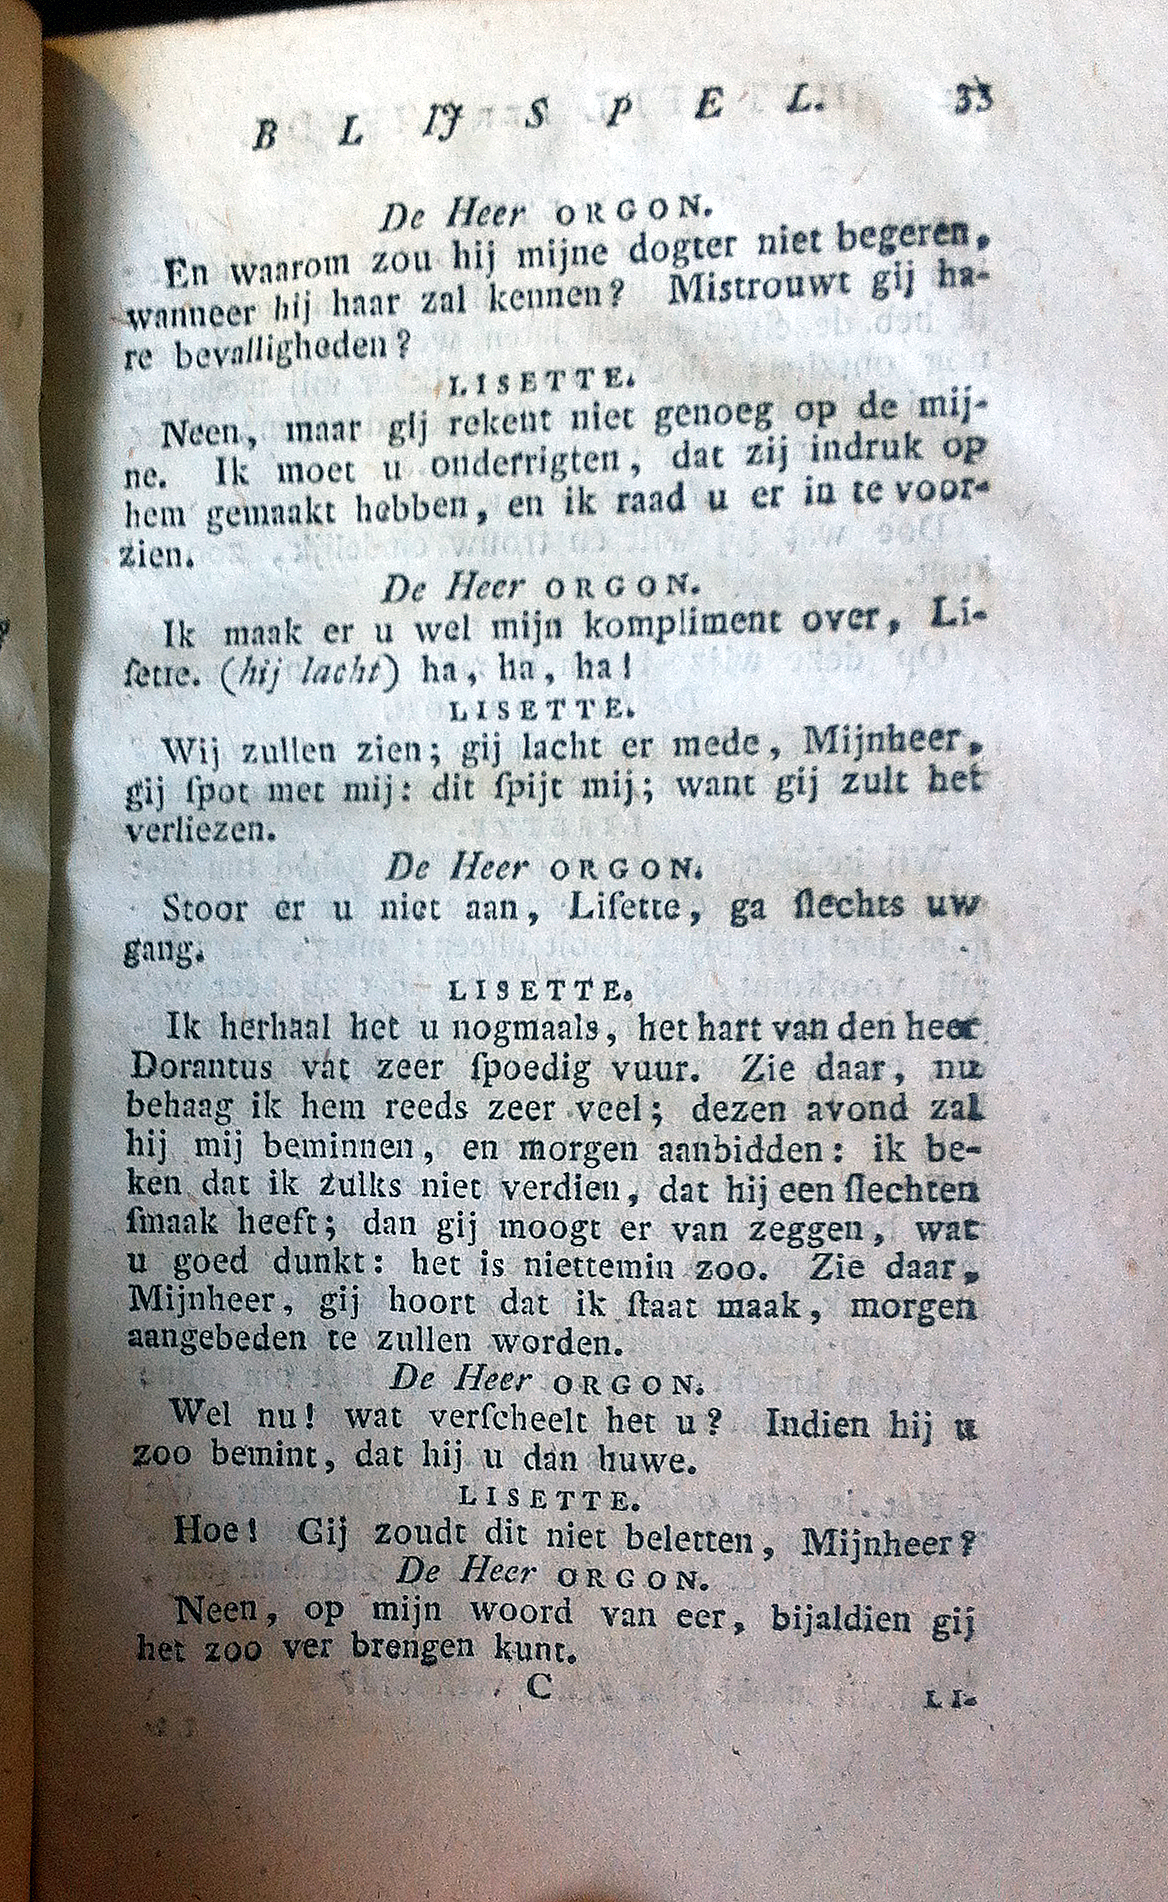 B L IJ S P E L. 33
De Heer ORGON.
En waarom zou hij mijne dogter niet begeren,
wanneer hij haar zal kennen? Mistrouwt gij ha-
re bevalligheden?
LISETTE.
Neen, maar gij rekent niet genoeg op de mij-
ne. Ik moet u onderrigten, dat zij indruk op
hem gemaakt hebben, en ik raad u er in te voor-
zien.
De Heer ORGON.
Ik maak er u wel mijn kompliment over, Li-
ſette. (hij lacht) ha, ha, ha!
LISETTE.
Wij zullen zien; gij lacht er mede, Mijnheer,
gij ſpot met mij: dit ſpijt mij; want gij zult het
verliezen.
De Heer ORGON.
Stoor er u niet aan, Liſette, ga ſlechts uw
gang.
LISETTE.
Ik herhaal het u nogmaals, het hart van den heer
Dorantus vát zeer ſpoedig vuur. Zie daar, nu
behaag ik hem reeds zeer veel; dezen avond zal
hij mij beminnen, en morgen aanbidden: ik be-
ken dat ik zulks niet verdien, dat hij een ſlechten
ſmaak heeft; dan gij moogt er van zeggen, wat
u goed dunkt: het is niettemin zoo. Zie daar,
Mijnheer, gij hoort dat ik ſtaat maak, morgen
aangebeden te zullen worden.
De Heer ORGON.
Wel nu! wat verſcheelt het u? Indien hij u
zoo bemint, dat hij u dan huwe.
LISETTE.
Hoe! Gij zoudt dit niet beletten, Mijnheer?
De Heer ORGON.
Neen, op mijn woord van eer, bijaldien gij
het zoo ver brengen kunt.
C LI-